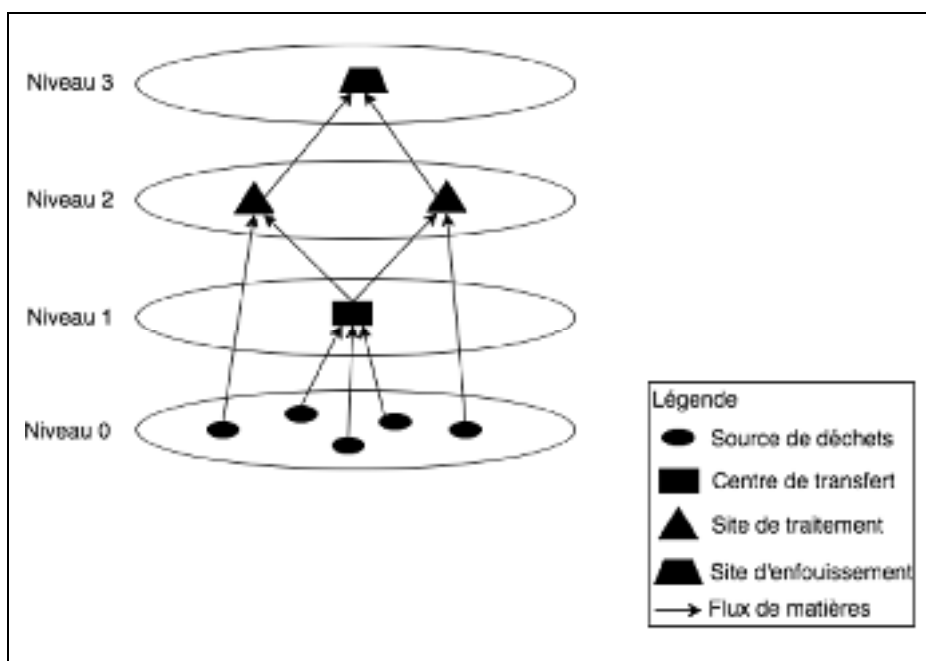 Niveau 3
Niveau 2
Niveau 1
Niveau 0
Légende
Source de déchets
Centre de transfert
Site de traitement
Site d'enfouissement
Flux de matières